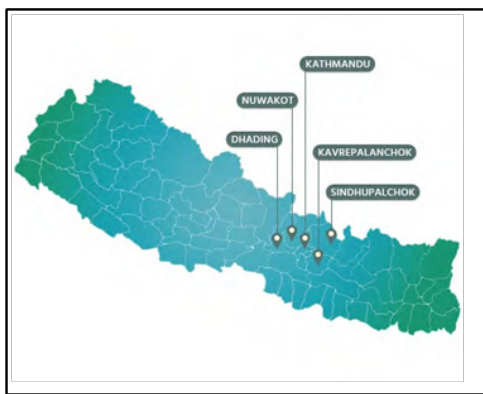 KATHMANDU
NUWAKOT
DHADING
KAVREPALANCHOK
SINDHUPALCHOK